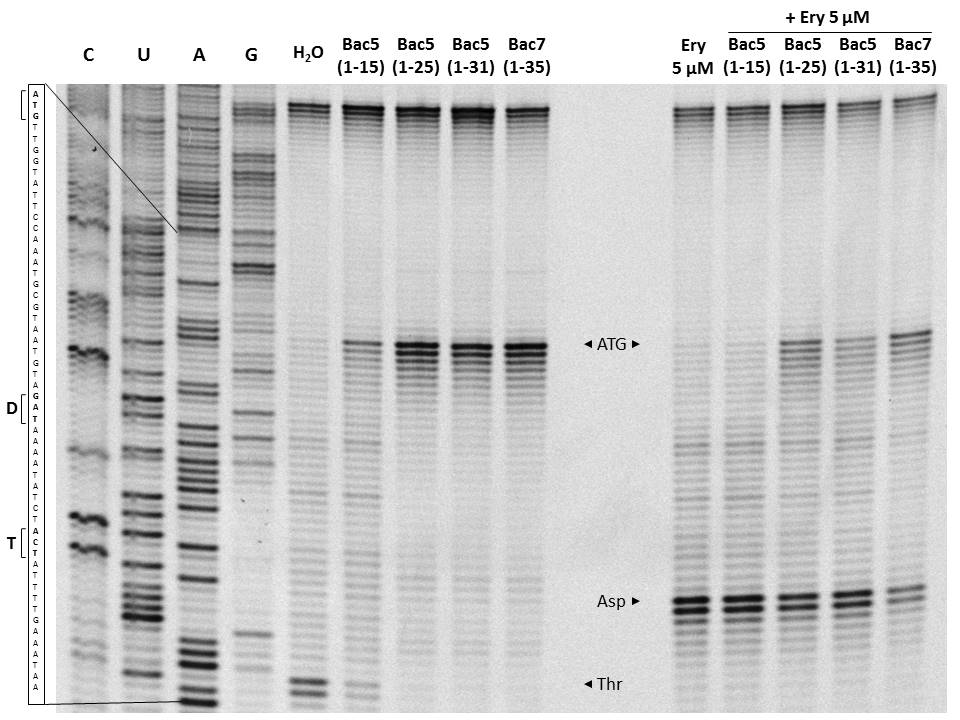 + Ery 5 µM
C U A G H₂O Bac5 (1-15) Bac5 (1-25) Bac5 (1-31) Bac7 (1-35) Ery 5 µM Bac5 (1-15) Bac5 (1-25) Bac5 (1-31) Bac7 (1-35)
ATGTTGGTATTCCAAATGCGTAATGTAGATAAAATATCTACTATTTTGAAATAA
D
T
◄ ATG ►
Asp ►
◄ Thr